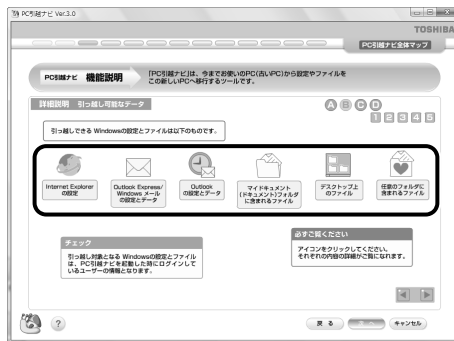 PC引越ナビ Ver.3.0
TOSHIBA
PC引越ナビ全体マップ
PC引越ナビ 機能説明
「PC引越ナビ」は、今までお使いのPC(古いPC)から設定やファイルを
この新しいPCへ移行するツールです。
詳細説明 引っ越し可能なデータ
A B C D
1 2 3 4 5
引っ越しできる Windowsの設定とファイルは以下のものです。
Internet Explorer
の設定
Outlook Express/
Windows メール
の設定とデータ
Outlook
の設定とデータ
マイドキュメント
(ドキュメント)フォルダ
に含まれるファイル
デスクトップ上
のファイル
任意のフォルダに
含まれるファイル
チェック
引っ越し対象となる Windowsの設定とファイル
は、PC引越ナビを起動した時にログインして
いるユーザーの情報となります。
必ずご覧ください
アイコンをクリックしてください。
それぞれの内容の詳細がご覧になれます。
?
戻 る
次 へ
キャンセル